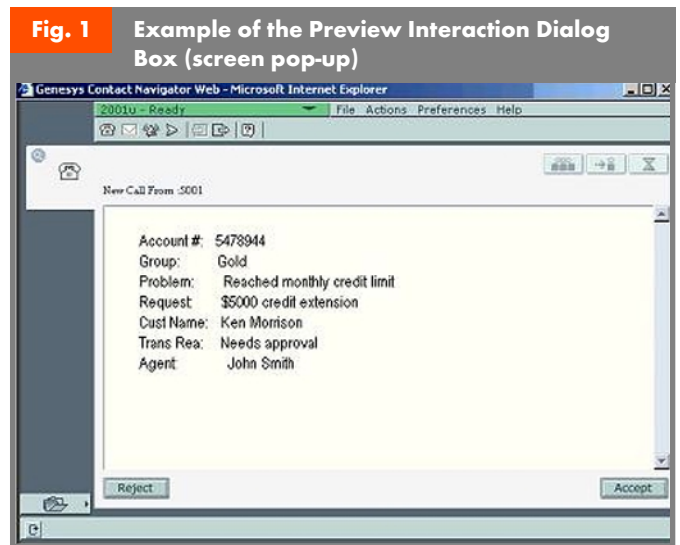 Fig. 1
Example of the Preview Interaction Dialog
Box (screen pop-up)
Genesys Contact Navigator Web - Microsoft Internet Explorer
2001u - Ready File Actions Preferences Help
New Call From :5001
Account #: 5478944
Group: Gold
Problem: Reached monthly credit limit
Request: $5000 credit extension
Cust Name: Ken Morrison
Trans Rea: Needs approval
Agent: John Smith
Reject Accept